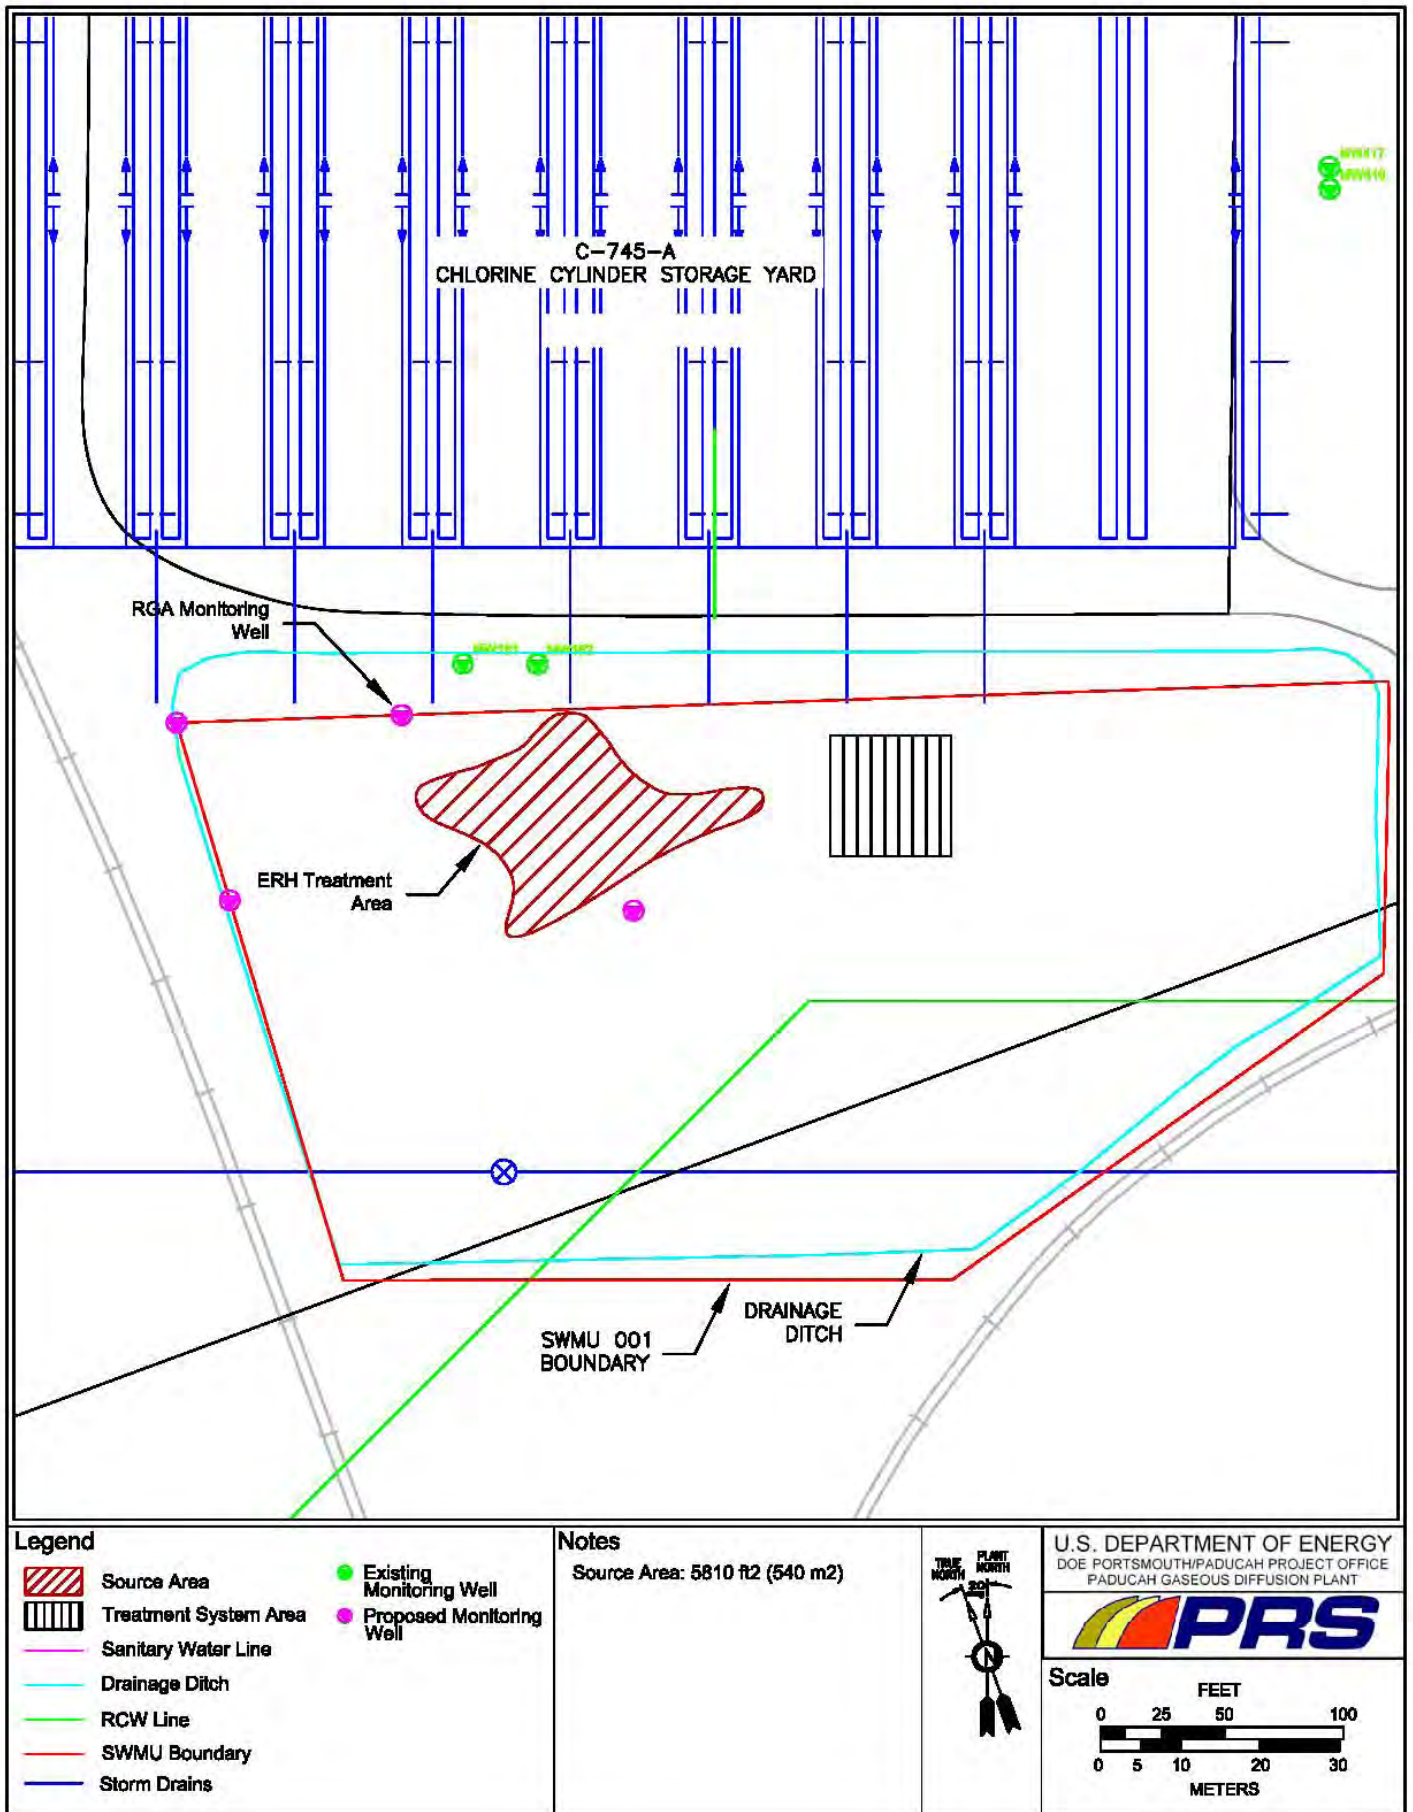 MW417
C-745-A
CHLORINE CYLINDER STORAGE YARD
RGA Monitoring
Well
ERH Treatment
Area
DRAINAGE
DITCH
SWMU 001
BOUNDARY
Legend
Source Area
Treatment System Area
Sanitary Water Line
Drainage Ditch
RCW Line
SWMU Boundary
Storm Drains
Existing
Monitoring Well
Proposed Monitoring
Well
Notes
Source Area: 5810 ft2 (540 m2)
TRUE
NORTH
PLANT
NORTH
20
N
U.S. DEPARTMENT OF ENERGY
DOE PORTSMOUTH/PADUCAH PROJECT OFFICE
PADUCAH GASEOUS DIFFUSION PLANT
PRS
Scale
FEET
0 25 50 100
0 5 10 20 30
METERS